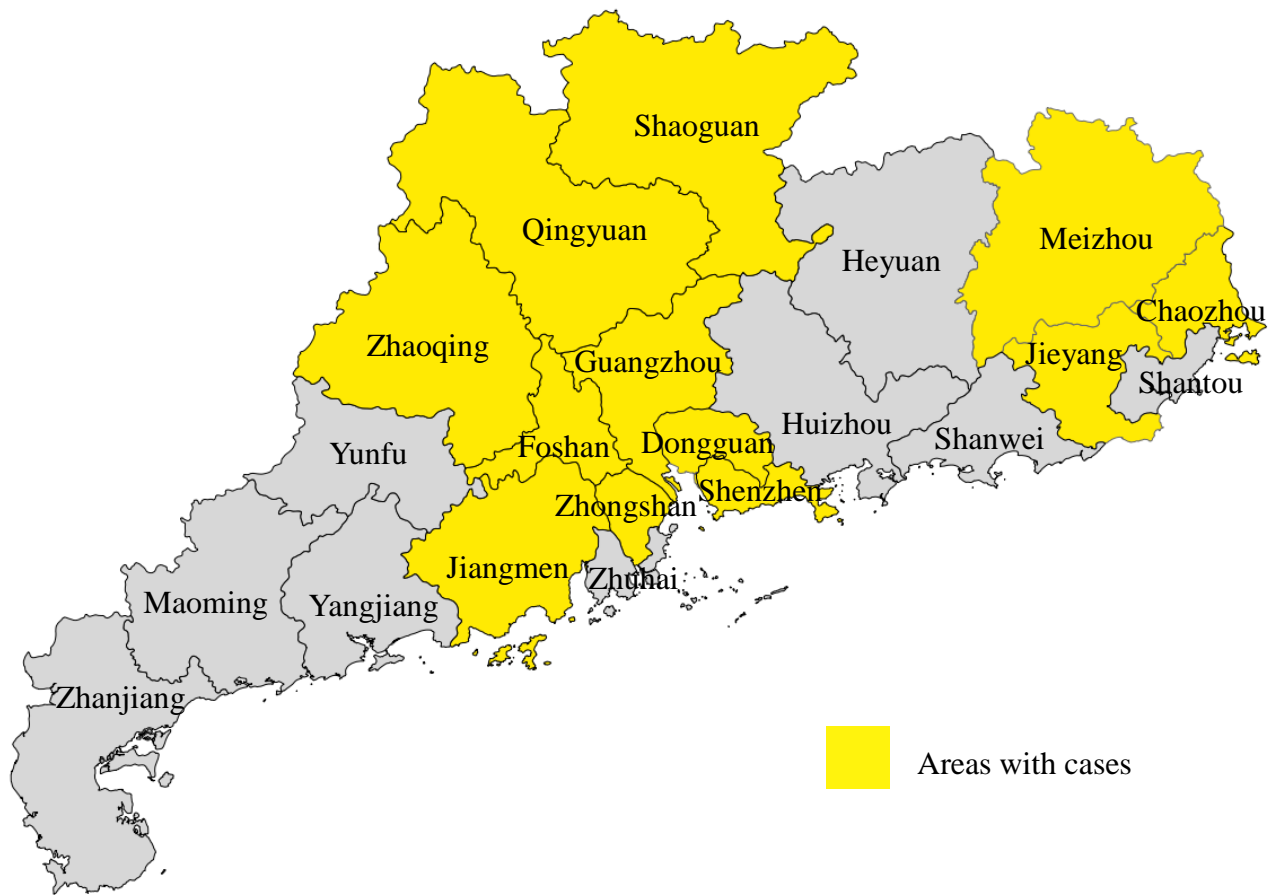 Shaoguan
Qingyuan
Meizhou
Heyuan
Chaozhou
Zhaoqing
Guangzhou
Jieyang
Shantou
Huizhou
Shanwei
Yunfu
Foshan
Dongguan
Shenzhen
Zhongshan
Jiangmen
Zhuhai
Maoming
Yangjiang
Zhanjiang
Areas with cases